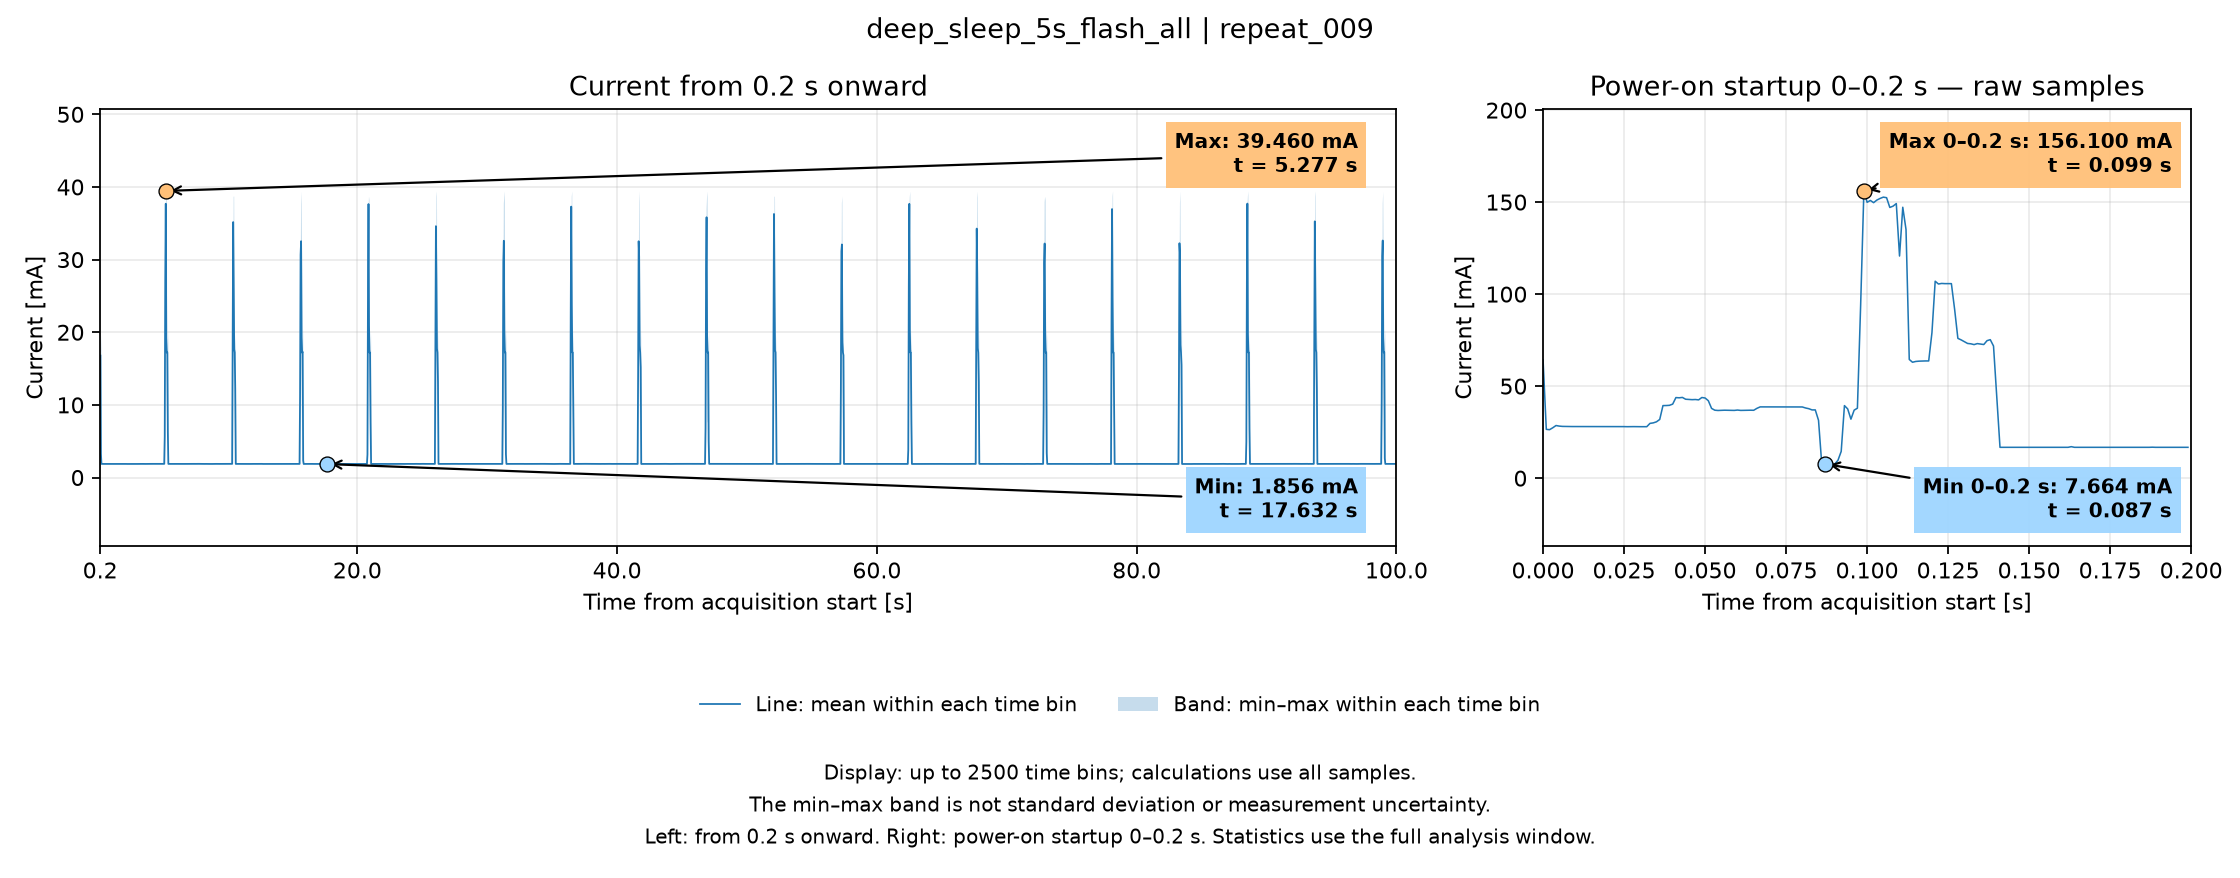 deep_sleep_5s_flash_all | repeat_009
Current from 0.2 s onward
Current [mA]
50
40
30
20
10
0
Max: 39.460 mA
t = 5.277 s
Min: 1.856 mA
t = 17.632 s
0.2
20.0
40.0
60.0
80.0
100.0
Time from acquisition start [s]
Power-on startup 0–0.2 s — raw samples
Current [mA]
200
150
100
50
0
Max 0–0.2 s: 156.100 mA
t = 0.099 s
Min 0–0.2 s: 7.664 mA
t = 0.087 s
0.000
0.025
0.050
0.075
0.100
0.125
0.150
0.175
0.200
Time from acquisition start [s]
Line: mean within each time bin
Band: min–max within each time bin
Display: up to 2500 time bins; calculations use all samples.
The min–max band is not standard deviation or measurement uncertainty.
Left: from 0.2 s onward. Right: power-on startup 0–0.2 s. Statistics use the full analysis window.